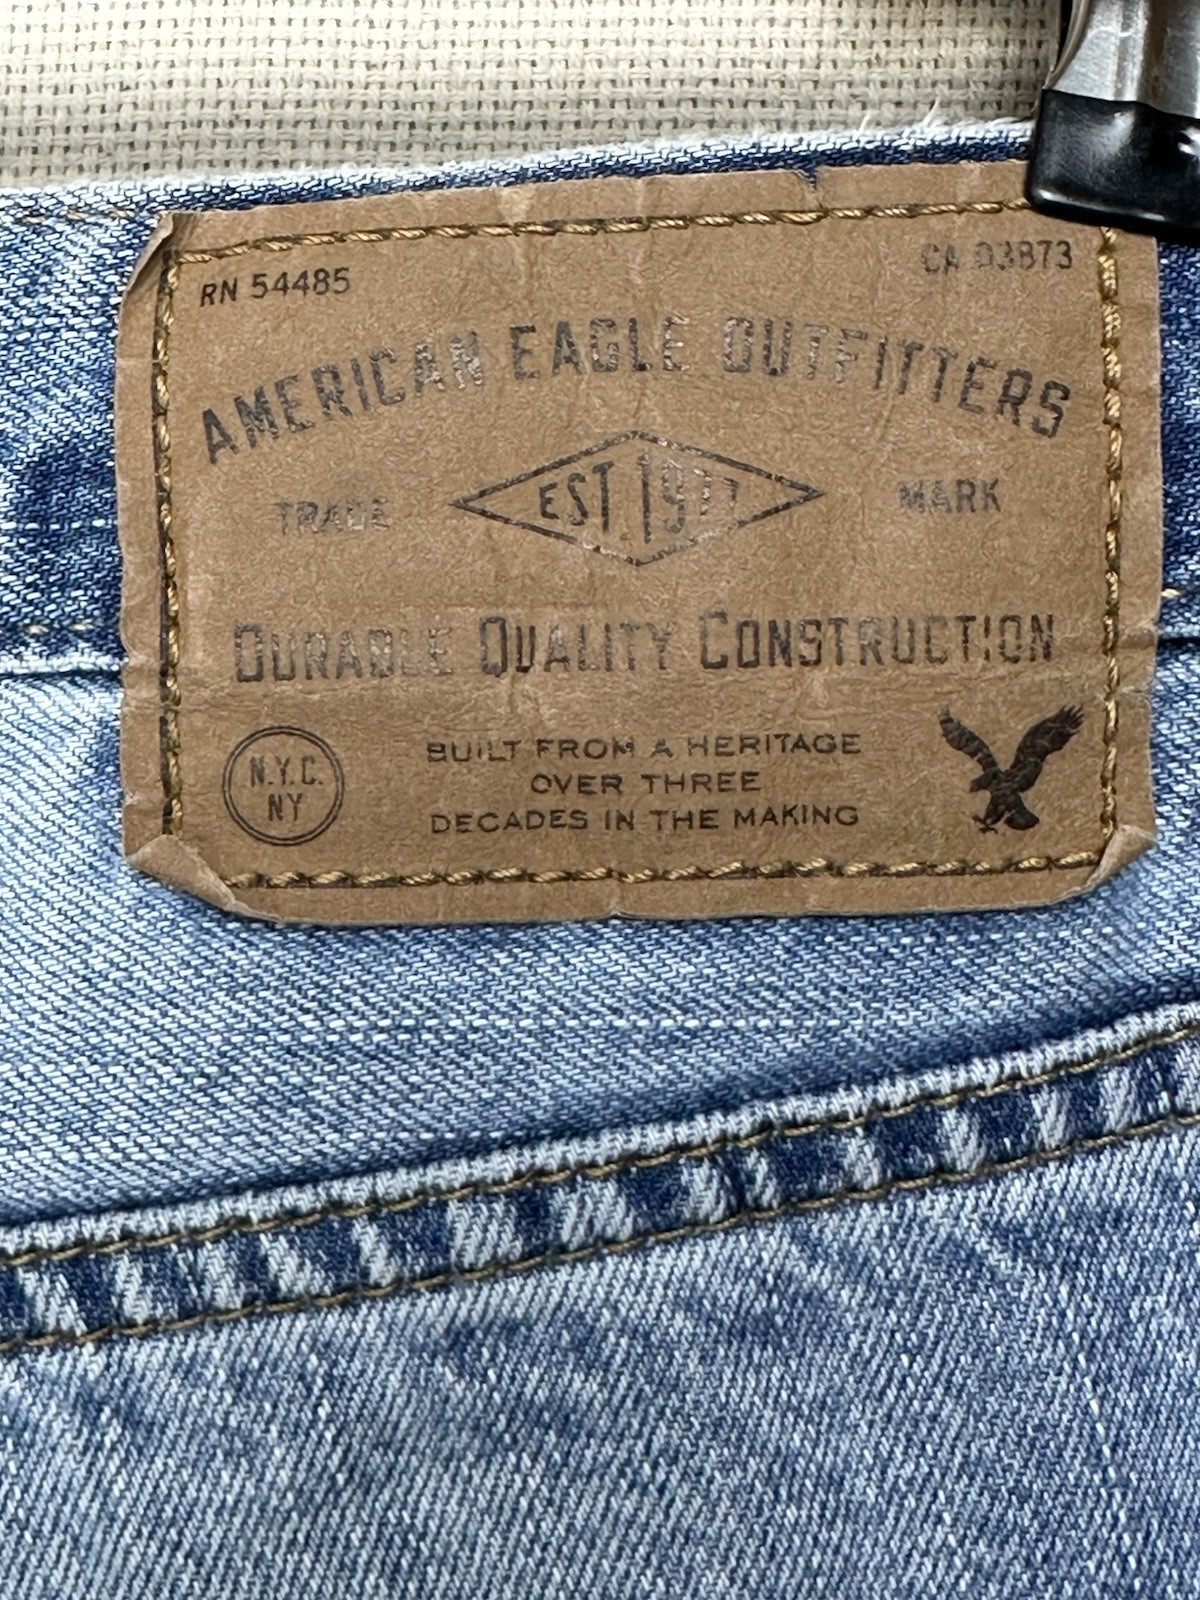 RN 54485
CA 03873
AMERICAN EAGLE OUTFITTERS
TRADE
EST. 1977
MARK
DURABLE QUALITY CONSTRUCTION
N.Y.C.
NY
BUILT FROM A HERITAGE
OVER THREE
DECADES IN THE MAKING